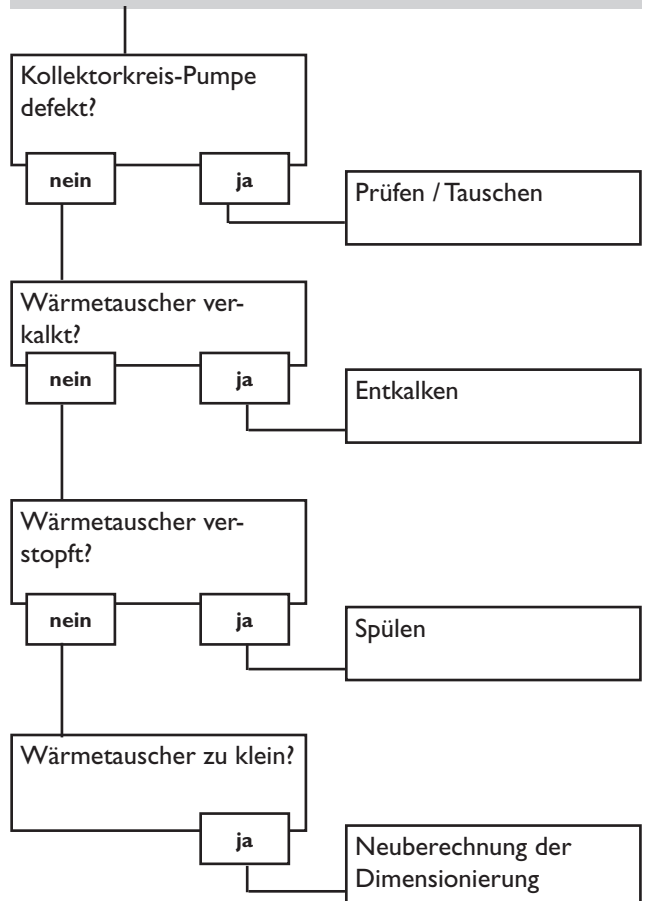 Kollektorkreis-Pumpe
defekt?
nein
ja
Prüfen / Tauschen
Wärmetauscher ver-
kalkt?
nein
ja
Entkalken
Wärmetauscher ver-
stopft?
nein
ja
Spülen
Wärmetauscher zu klein?
ja
Neuberechnung der
Dimensionierung